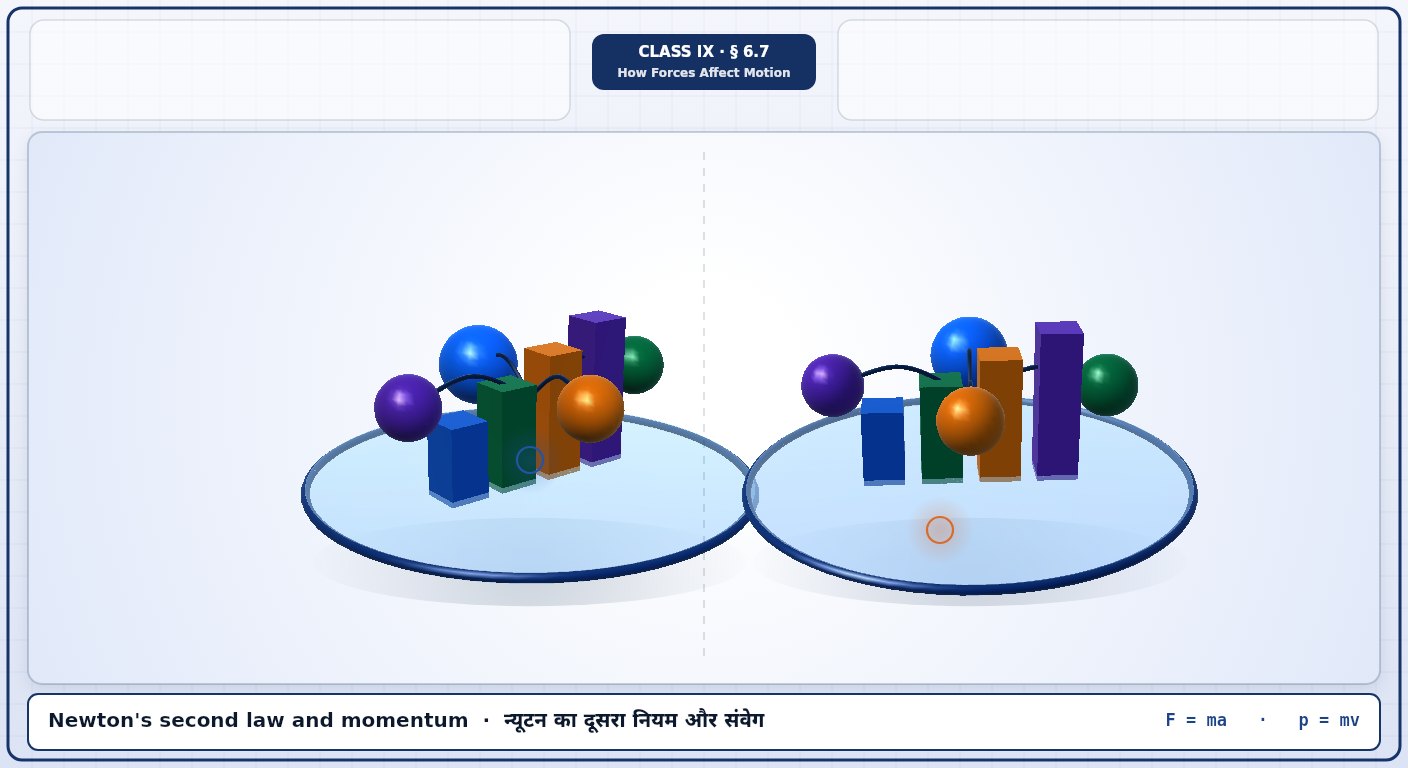 CLASS IX · § 6.7
How Forces Affect Motion
Newton's second law and momentum · न्यूटन का दूसरा नियम और संवेग
F = ma · p = mv